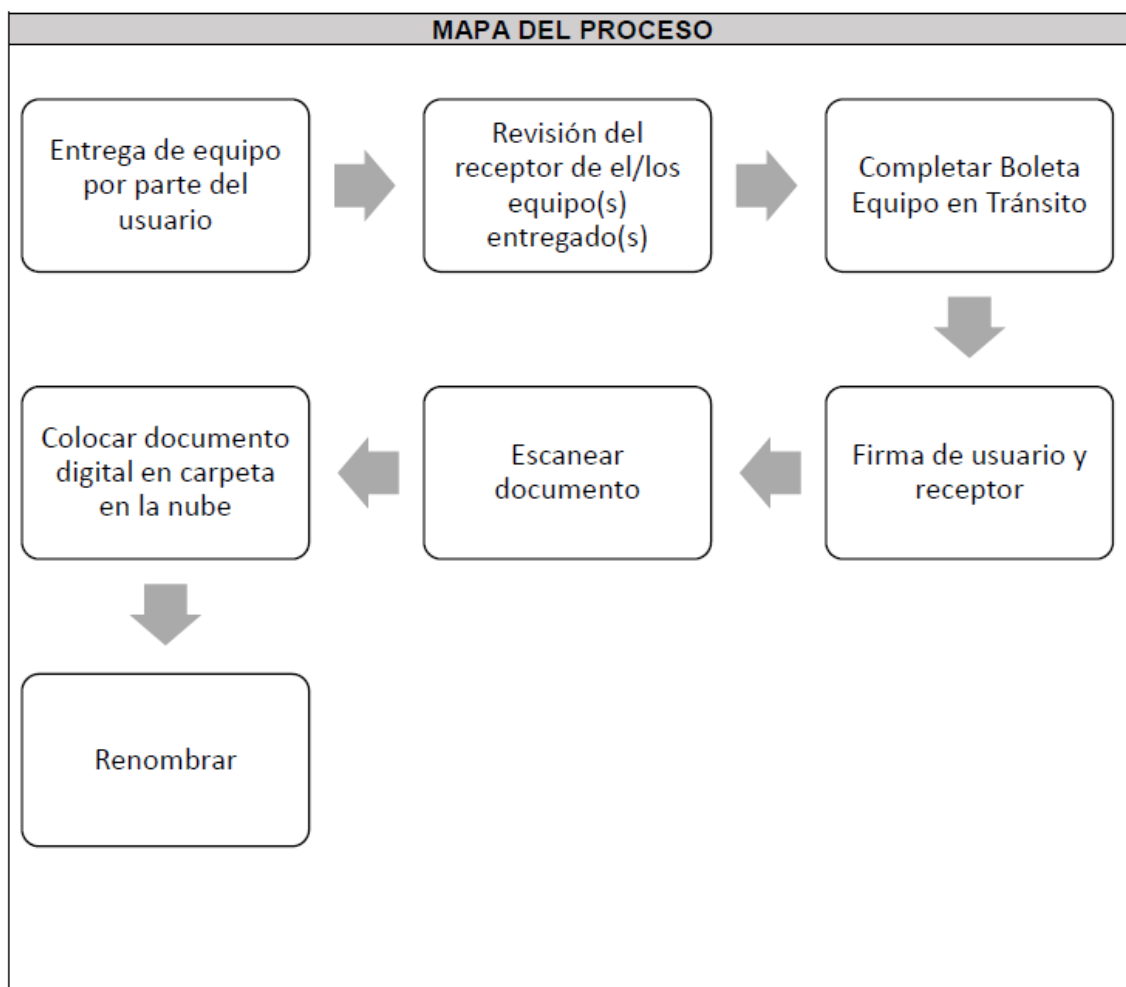 MAPA DEL PROCESO
Entrega de equipo
por parte del
usuario
Revisión del
receptor de el/los
equipo(s)
entregado(s)
Completar Boleta
Equipo en Tránsito
Firma de usuario y
receptor
Escanear
documento
Colocar documento
digital en carpeta
en la nube
Renombrar